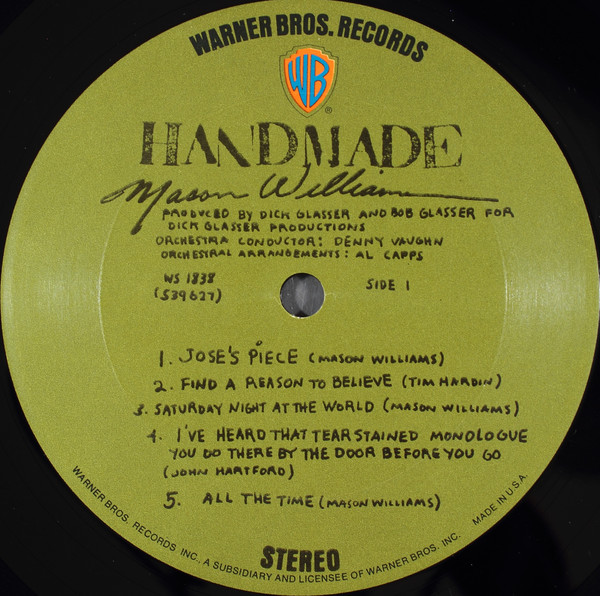 WARNER BROS. RECORDS
WB
®
HANDMADE
Mason Williams
PRODUCED BY DICK GLASSER AND BOB GLASSER FOR
DICK GLASSER PRODUCTIONS
ORCHESTRA CONDUCTOR: DENNY VAUGHN
ORCHESTRAL ARRANGEMENTS: AL CAPPS
WS 1838
(S39627)
SIDE 1
1. JOSE'S PIECE (MASON WILLIAMS)
2. FIND A REASON TO BELIEVE (TIM HARDIN)
3. SATURDAY NIGHT AT THE WORLD (MASON WILLIAMS)
4. I'VE HEARD THAT TEAR STAINED MONOLOGUE
YOU DO THERE BY THE DOOR BEFORE YOU GO
(JOHN HARTFORD)
5. ALL THE TIME (MASON WILLIAMS)
STEREO
WARNER BROS. RECORDS INC., A SUBSIDIARY AND LICENSEE OF WARNER BROS. INC. MADE IN U.S.A.